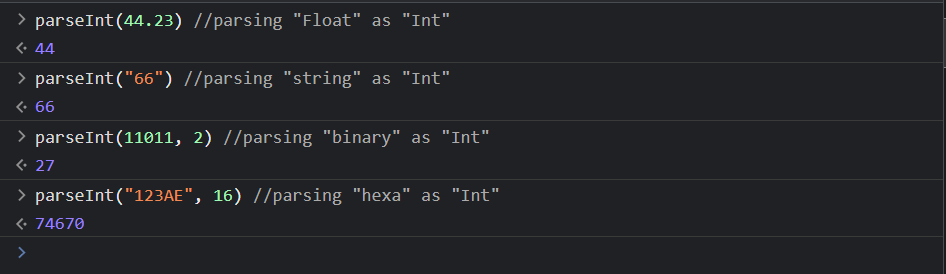 > parseInt(44.23) //parsing "Float" as "Int"
44
> parseInt("66") //parsing "string" as "Int"
66
> parseInt(11011, 2) //parsing "binary" as "Int"
27
> parseInt("123AE", 16) //parsing "hexa" as "Int"
74670
>